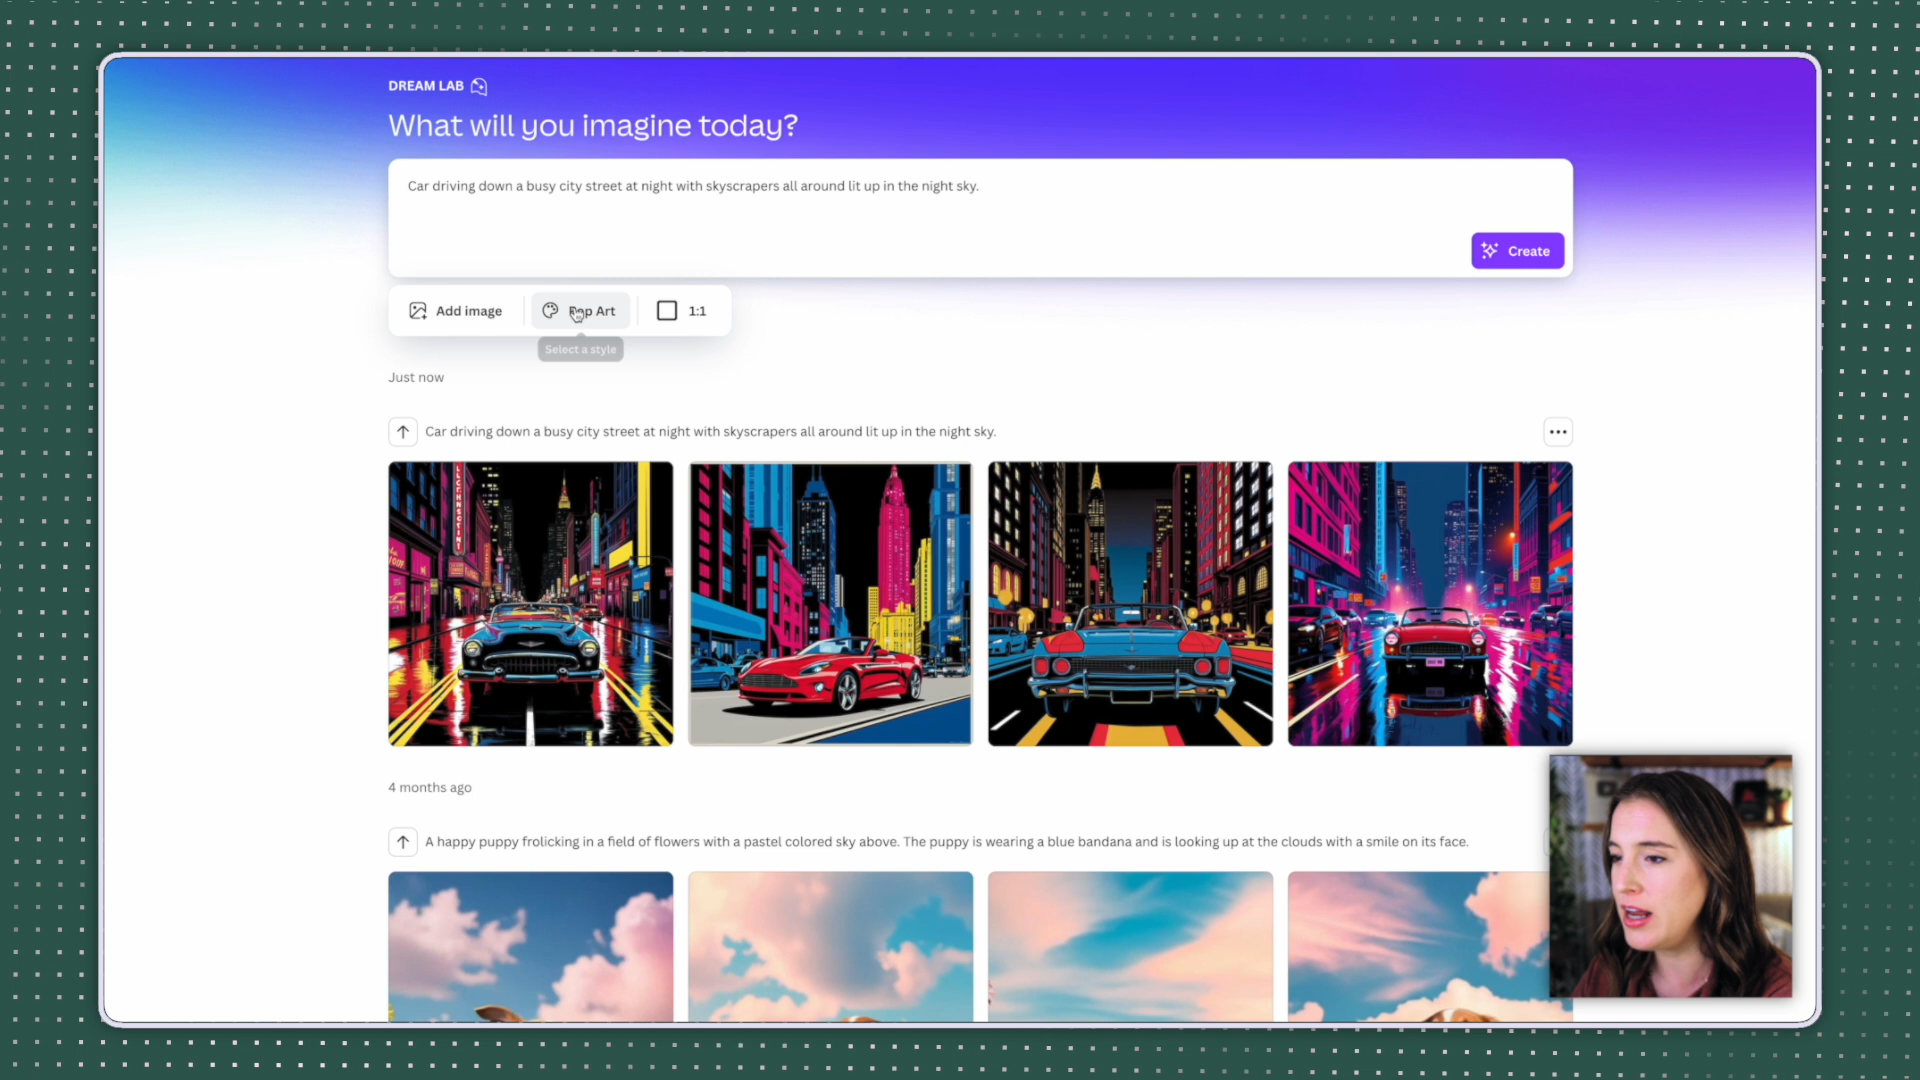 DREAM LAB
What will you imagine today?
Car driving down a busy city street at night with skyscrapers all around lit up in the night sky.
Create
Add image
Pop Art
1:1
Select a style
Just now
Car driving down a busy city street at night with skyscrapers all around lit up in the night sky.
4 months ago
A happy puppy frolicking in a field of flowers with a pastel colored sky above. The puppy is wearing a blue bandana and is looking up at the clouds with a smile on its face.